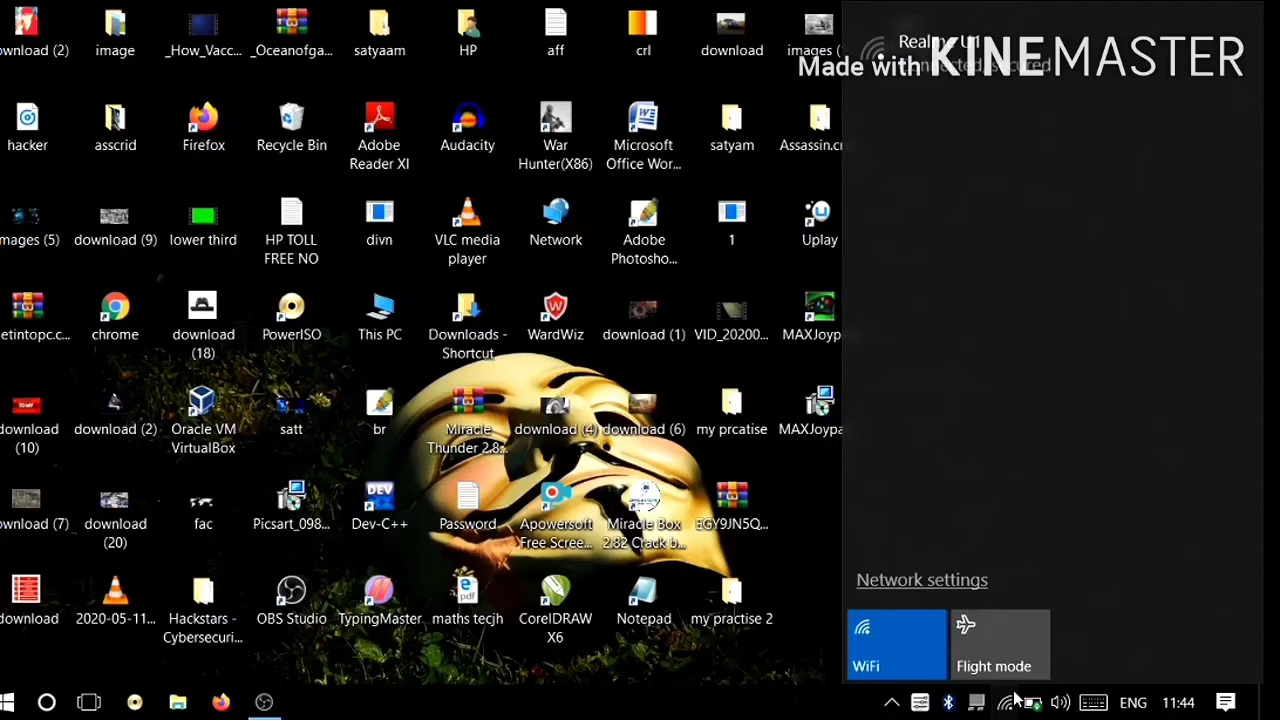 ownload (2)
image
_How_Vacc...
_Oceanofga...
satyaam
HP
aff
crl
download
images (
Realme U1
Made with KINEMASTER
hacker
asscrid
Firefox
Recycle Bin
Adobe
Reader XI
Audacity
War
Hunter(X86)
Microsoft
Office Wor...
satyam
Assassin.cr
mages (5)
download (9)
lower third
HP TOLL
FREE NO
divn
VLC media
player
Network
Adobe
Photosho...
1
Uplay
etintopc.c...
chrome
download
(18)
PowerISO
This PC
Downloads -
Shortcut
WardWiz
download (1)
VID_20200...
MAXJoyp
download
(10)
download (2)
Oracle VM
VirtualBox
satt
br
Miracle
Thunder 2.8...
download (4)
download (6)
my prcatise
MAXJoypa
ownload (7)
download
(20)
fac
Picsart_098...
Dev-C++
Password
Apowersoft
Free Scree...
Miracle Box
2.82 Crack b...
EGY9JN5Q...
download
2020-05-11...
Hackstars -
Cybersecuri...
OBS Studio
TypingMaster
maths tecjh
CorelDRAW
X6
Notepad
my practise 2
Network settings
WiFi
Flight mode
ENG
11:44